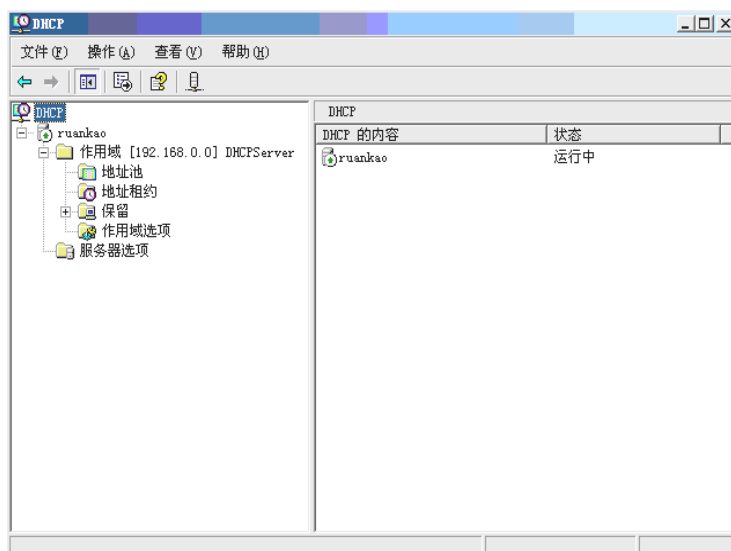 DHCP
文件(F) 操作(A) 查看(V) 帮助(H)
DHCP
ruankao
作用域 [192.168.0.0] DHCPServer
地址池
地址租约
保留
作用域选项
服务器选项
DHCP
DHCP 的内容 状态
ruankao 运行中